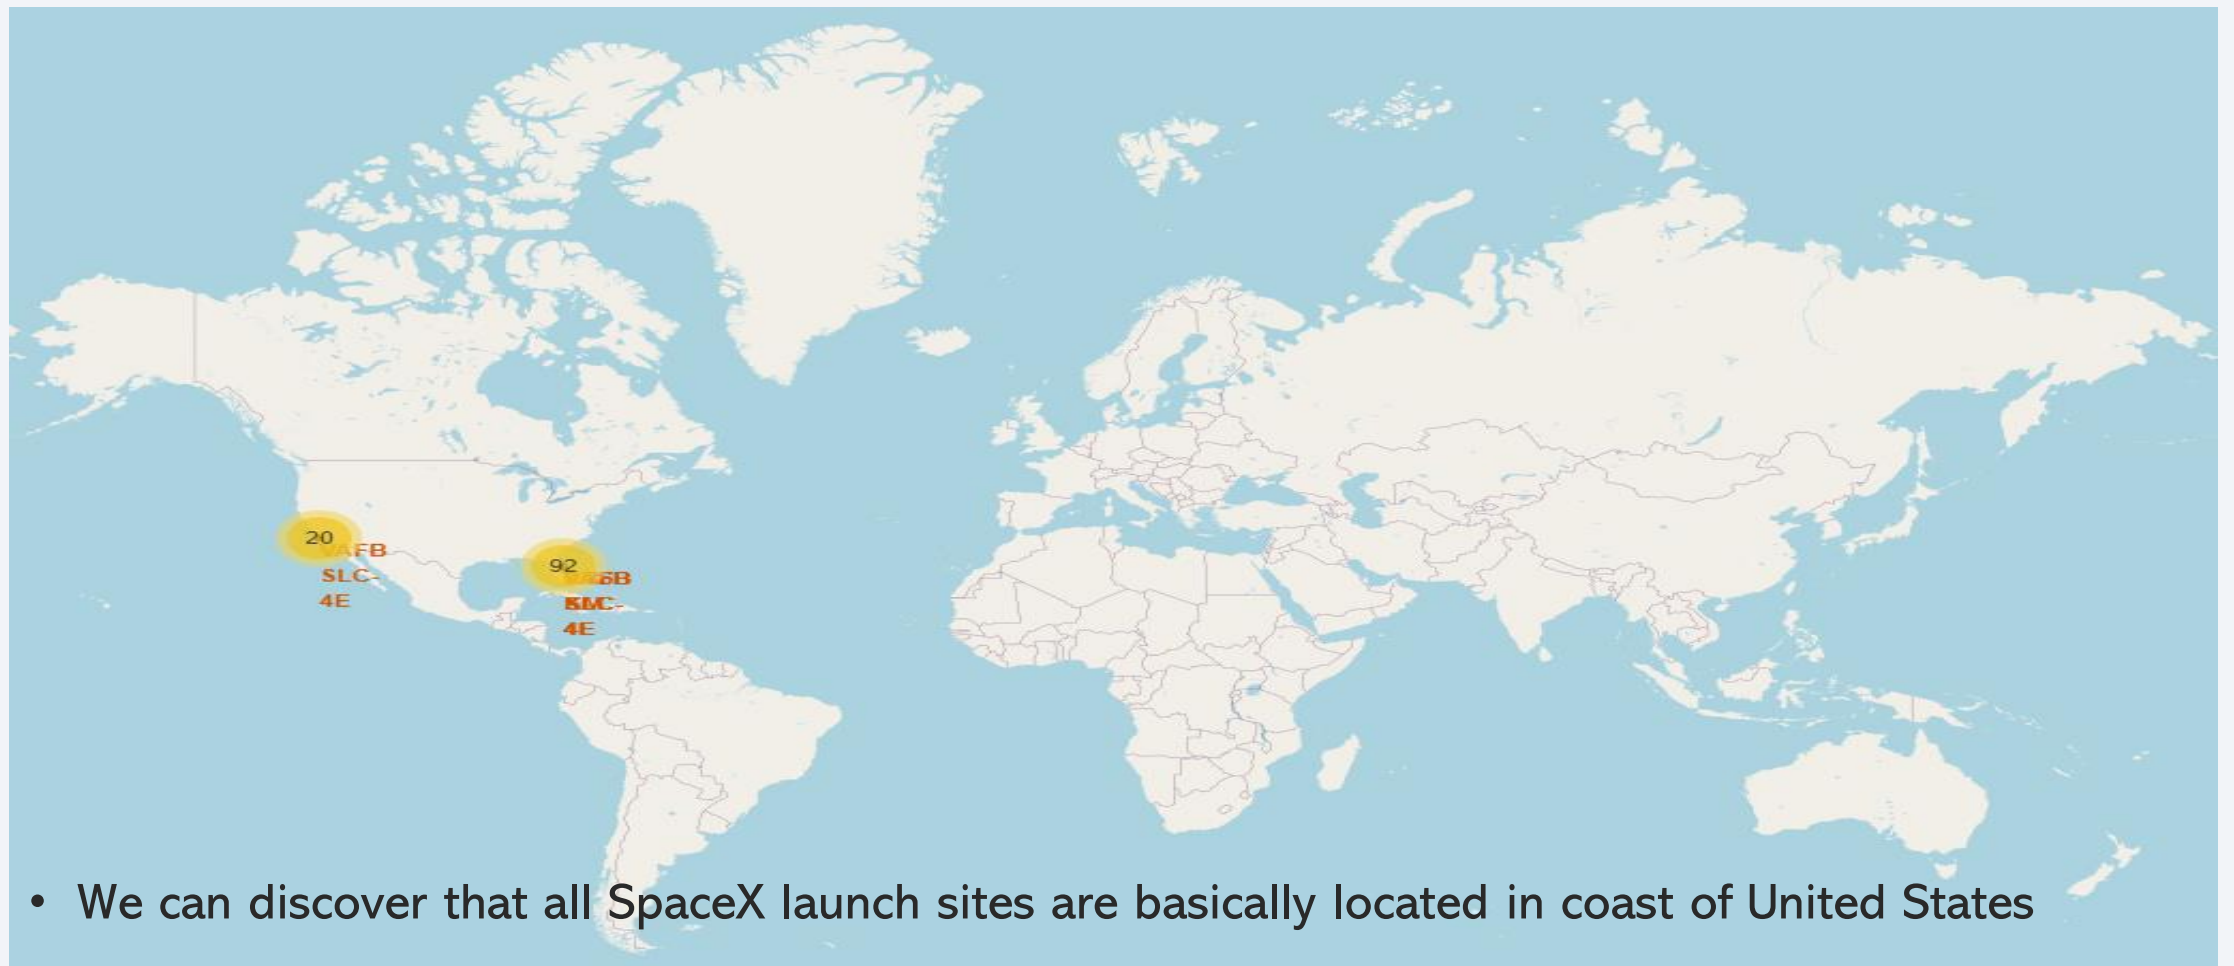 20
VAFB
SLC-
4E
92
4E
• We can discover that all SpaceX launch sites are basically located in coast of United States